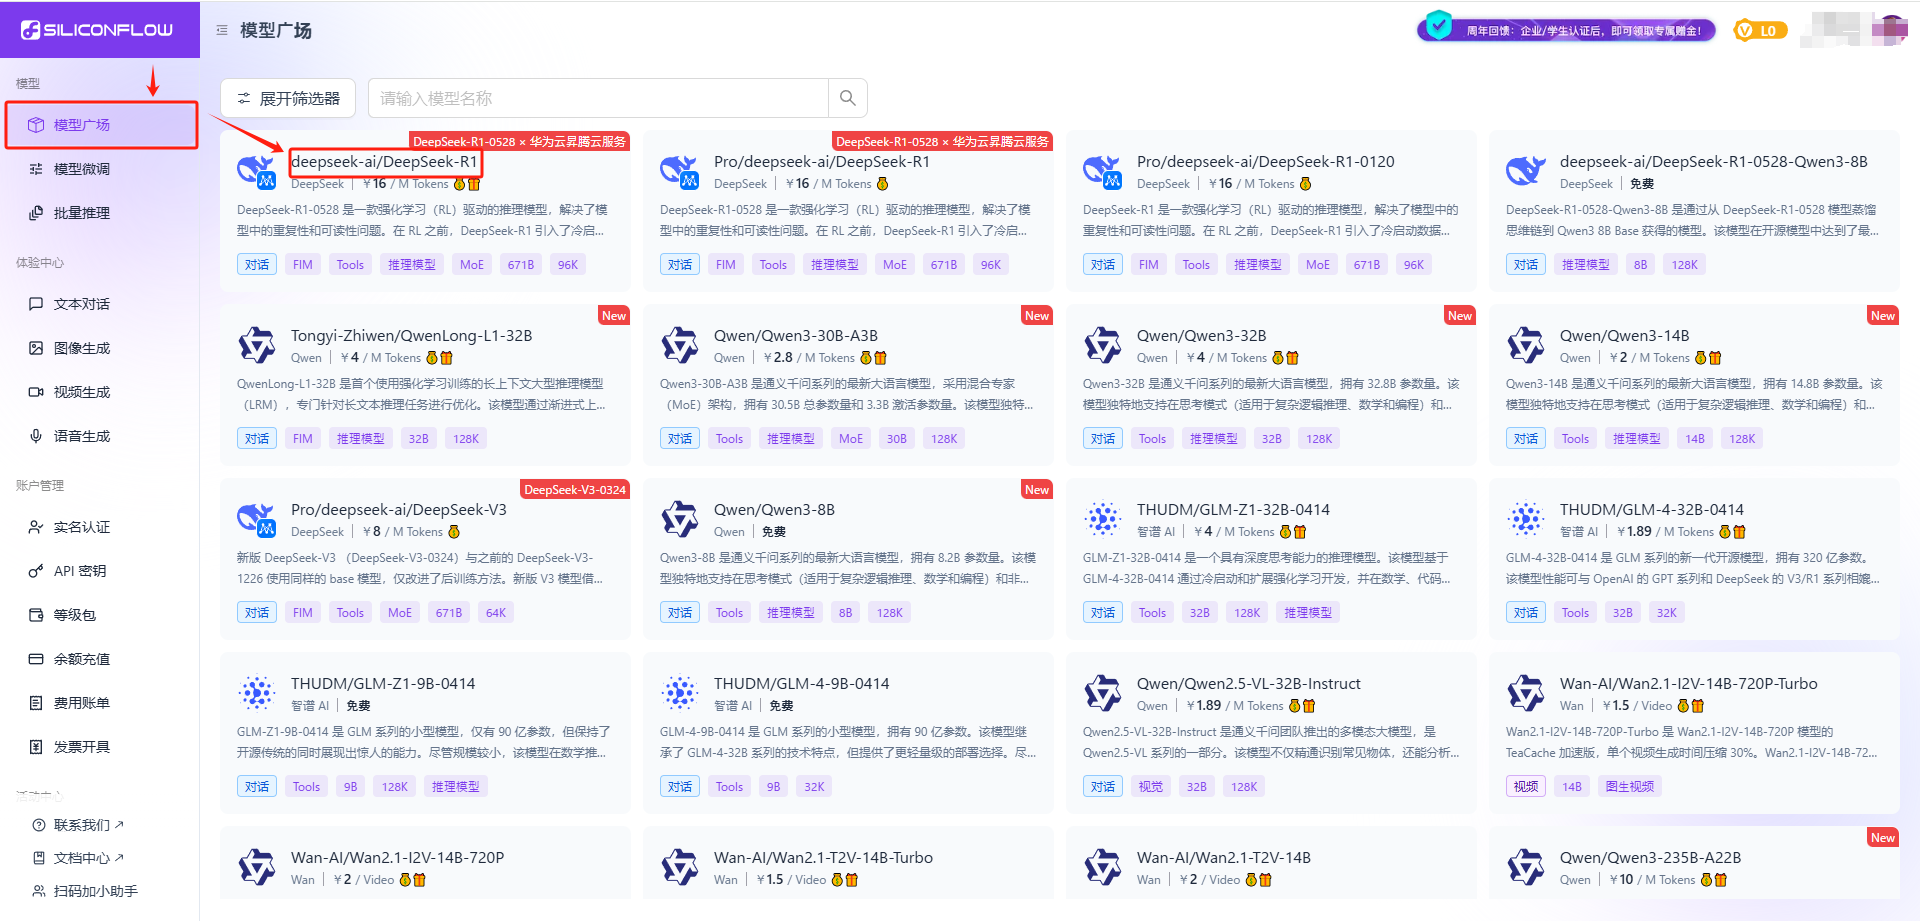 SILICONFLOW
模型广场
周年回馈：企业/学生认证后，即可领取专属赠金！
L0
模型
模型广场
模型微调
批量推理
体验中心
文本对话
图像生成
视频生成
语音生成
账户管理
实名认证
API 密钥
等级包
余额充值
费用账单
发票开具
活动中心
联系我们
文档中心
扫码加小助手
展开筛选器
请输入模型名称
DeepSeek-R1-0528 × 华为云昇腾云服务
deepseek-ai/DeepSeek-R1
DeepSeek | ￥16 / M Tokens
DeepSeek-R1-0528 是一款强化学习（RL）驱动的推理模型，解决了模
型中的重复性和可读性问题。在 RL 之前，DeepSeek-R1 引入了冷启...
对话 FIM Tools 推理模型 MoE 671B 96K
DeepSeek-R1-0528 × 华为云昇腾云服务
Pro/deepseek-ai/DeepSeek-R1
DeepSeek | ￥16 / M Tokens
DeepSeek-R1-0528 是一款强化学习（RL）驱动的推理模型，解决了模
型中的重复性和可读性问题。在 RL 之前，DeepSeek-R1 引入了冷启...
对话 FIM Tools 推理模型 MoE 671B 96K
Pro/deepseek-ai/DeepSeek-R1-0120
DeepSeek | ￥16 / M Tokens
DeepSeek-R1 是一款强化学习（RL）驱动的推理模型，解决了模型中的
重复性和可读性问题。在 RL 之前，DeepSeek-R1 引入了冷启动数据...
对话 FIM Tools 推理模型 MoE 671B 96K
deepseek-ai/DeepSeek-R1-0528-Qwen3-8B
DeepSeek | 免费
DeepSeek-R1-0528-Qwen3-8B 是通过从 DeepSeek-R1-0528 模型蒸馏
思维链到 Qwen3 8B Base 获得的模型。该模型在开源模型中达到了最...
对话 推理模型 8B 128K
New
Tongyi-Zhiwen/QwenLong-L1-32B
Qwen | ￥4 / M Tokens
QwenLong-L1-32B 是首个使用强化学习训练的长上下文大型推理模型
（LRM），专门针对长文本推理任务进行优化。该模型通过渐进式上...
对话 FIM 推理模型 32B 128K
New
Qwen/Qwen3-30B-A3B
Qwen | ￥2.8 / M Tokens
Qwen3-30B-A3B 是通义千问系列的最新大语言模型，采用混合专家
（MoE）架构，拥有 30.5B 总参数量和 3.3B 激活参数量。该模型独特...
对话 Tools 推理模型 MoE 30B 128K
New
Qwen/Qwen3-32B
Qwen | ￥4 / M Tokens
Qwen3-32B 是通义千问系列的最新大语言模型，拥有 32.8B 参数量。该
模型独特地支持在思考模式（适用于复杂逻辑推理、数学和编程）和...
对话 Tools 推理模型 32B 128K
New
Qwen/Qwen3-14B
Qwen | ￥2 / M Tokens
Qwen3-14B 是通义千问系列的最新大语言模型，拥有 14.8B 参数量。该
模型独特地支持在思考模式（适用于复杂逻辑推理、数学和编程）和...
对话 Tools 推理模型 14B 128K
DeepSeek-V3-0324
Pro/deepseek-ai/DeepSeek-V3
DeepSeek | ￥8 / M Tokens
新版 DeepSeek-V3 （DeepSeek-V3-0324）与之前的 DeepSeek-V3-
1226 使用同样的 base 模型，仅改进了后训练方法。新版 V3 模型借...
对话 FIM Tools MoE 671B 64K
New
Qwen/Qwen3-8B
Qwen | 免费
Qwen3-8B 是通义千问系列的最新大语言模型，拥有 8.2B 参数量。该模
型独特地支持在思考模式（适用于复杂逻辑推理、数学和编程）和非...
对话 Tools 推理模型 8B 128K
THUDM/GLM-Z1-32B-0414
智谱 AI | ￥4 / M Tokens
GLM-Z1-32B-0414 是一个具有深度思考能力的推理模型。该模型基于
GLM-4-32B-0414 通过冷启动和扩展强化学习开发，并在数学、代码...
对话 Tools 32B 128K 推理模型
THUDM/GLM-4-32B-0414
智谱 AI | ￥1.89 / M Tokens
GLM-4-32B-0414 是 GLM 系列的新一代开源模型，拥有 320 亿参数。
该模型性能可与 OpenAI 的 GPT 系列和 DeepSeek 的 V3/R1 系列相媲...
对话 Tools 32B 32K
THUDM/GLM-Z1-9B-0414
智谱 AI | 免费
GLM-Z1-9B-0414 是 GLM 系列的小型模型，仅有 90 亿参数，但保持了
开源传统的同时展现出惊人的能力。尽管规模较小，该模型在数学推...
对话 Tools 9B 128K 推理模型
THUDM/GLM-4-9B-0414
智谱 AI | 免费
GLM-4-9B-0414 是 GLM 系列的小型模型，拥有 90 亿参数。该模型继
承了 GLM-4-32B 系列的技术特点，但提供了更轻量级的部署选择。尽...
对话 Tools 9B 32K
Qwen/Qwen2.5-VL-32B-Instruct
Qwen | ￥1.89 / M Tokens
Qwen2.5-VL-32B-Instruct 是通义千问团队推出的多模态大模型，是
Qwen2.5-VL 系列的一部分。该模型不仅精通识别常见物体，还能分析...
对话 视觉 32B 128K
Wan-AI/Wan2.1-I2V-14B-720P-Turbo
Wan | ￥1.5 / Video
Wan2.1-I2V-14B-720P-Turbo 是 Wan2.1-I2V-14B-720P 模型的
TeaCache 加速版，单个视频生成时间压缩 30%。Wan2.1-I2V-14B-72...
视频 14B 图生视频
Wan-AI/Wan2.1-I2V-14B-720P
Wan | ￥2 / Video
Wan-AI/Wan2.1-T2V-14B-Turbo
Wan | ￥1.5 / Video
Wan-AI/Wan2.1-T2V-14B
Wan | ￥2 / Video
New
Qwen/Qwen3-235B-A22B
Qwen | ￥10 / M Tokens